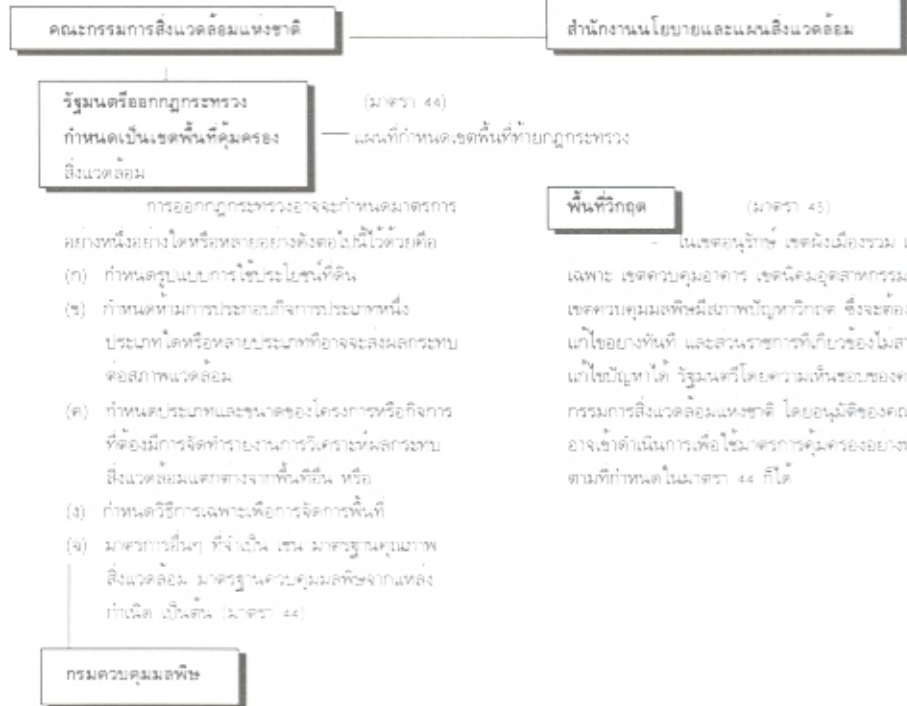 คณะกรรมการสิ่งแวดล้อมแห่งชาติ
สำนักงานนโยบายและแผนสิ่งแวดล้อม
รัฐมนตรีออกกฎกระทรวง
กำหนดเป็นเขตพื้นที่คุ้มครอง
สิ่งแวดล้อม
(มาตรา 44)
แผนที่กำหนดเขตพื้นที่ท้ายกฎกระทรวง
การออกกฎกระทรวงอาจจะกำหนดมาตรการ
อย่างหนึ่งอย่างใดหรือหลายอย่างดังต่อไปนี้ไว้ด้วยคือ
(ก) กำหนดรูปแบบการใช้ประโยชน์ที่ดิน
(ข) กำหนดห้ามการประกอบกิจการประเภทหนึ่ง
ประเภทใดหรือหลายประเภทที่อาจจะส่งผลกระทบ
ต่อสภาพแวดล้อม
(ค) กำหนดประเภทและขนาดของโครงการหรือกิจการ
ที่ต้องมีการจัดทำรายงานการวิเคราะห์ผลกระทบ
สิ่งแวดล้อมแตกต่างจากพื้นที่อื่น หรือ
(ง) กำหนดวิธีการเฉพาะเพื่อการจัดการพื้นที่
(จ) มาตรการอื่นๆ ที่จำเป็น เช่น มาตรฐานคุณภาพ
สิ่งแวดล้อม มาตรฐานควบคุมมลพิษจากแหล่ง
กำเนิด เป็นต้น (มาตรา 44)
กรมควบคุมมลพิษ
พื้นที่วิกฤต (มาตรา 45)
- ในเขตอนุรักษ์ เขตผังเมืองรวม
เฉพาะ เขตควบคุมอาคาร เขตนิคมอุตสาหกรรม
เขตควบคุมมลพิษมีสภาพปัญหาวิกฤต ซึ่งจะต้อง
แก้ไขอย่างทันที และส่วนราชการที่เกี่ยวข้องไม่
แก้ไขปัญหาได้ รัฐมนตรีโดยความเห็นชอบของ
กรรมการสิ่งแวดล้อมแห่งชาติ โดยอนุมัติของ
อาจเข้าดำเนินการเพื่อใช้มาตรการคุ้มครองอย่าง
ตามที่กำหนดในมาตรา 44 ก็ได้